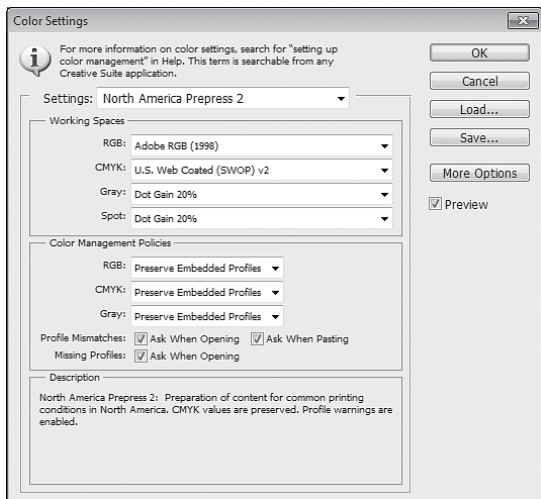 Color Settings
For more information on color settings, search for "setting up
color management" in Help. This term is searchable from any
Creative Suite application.
OK
Cancel
Load...
Save...
More Options
Preview
Settings: North America Prepress 2
Working Spaces
RGB: Adobe RGB (1998)
CMYK: U.S. Web Coated (SWOP) v2
Gray: Dot Gain 20%
Spot: Dot Gain 20%
Color Management Policies
RGB: Preserve Embedded Profiles
CMYK: Preserve Embedded Profiles
Gray: Preserve Embedded Profiles
Profile Mismatches: Ask When Opening Ask When Pasting
Missing Profiles: Ask When Opening
Description
North America Prepress 2: Preparation of content for common printing
conditions in North America. CMYK values are preserved. Profile warnings are
enabled.